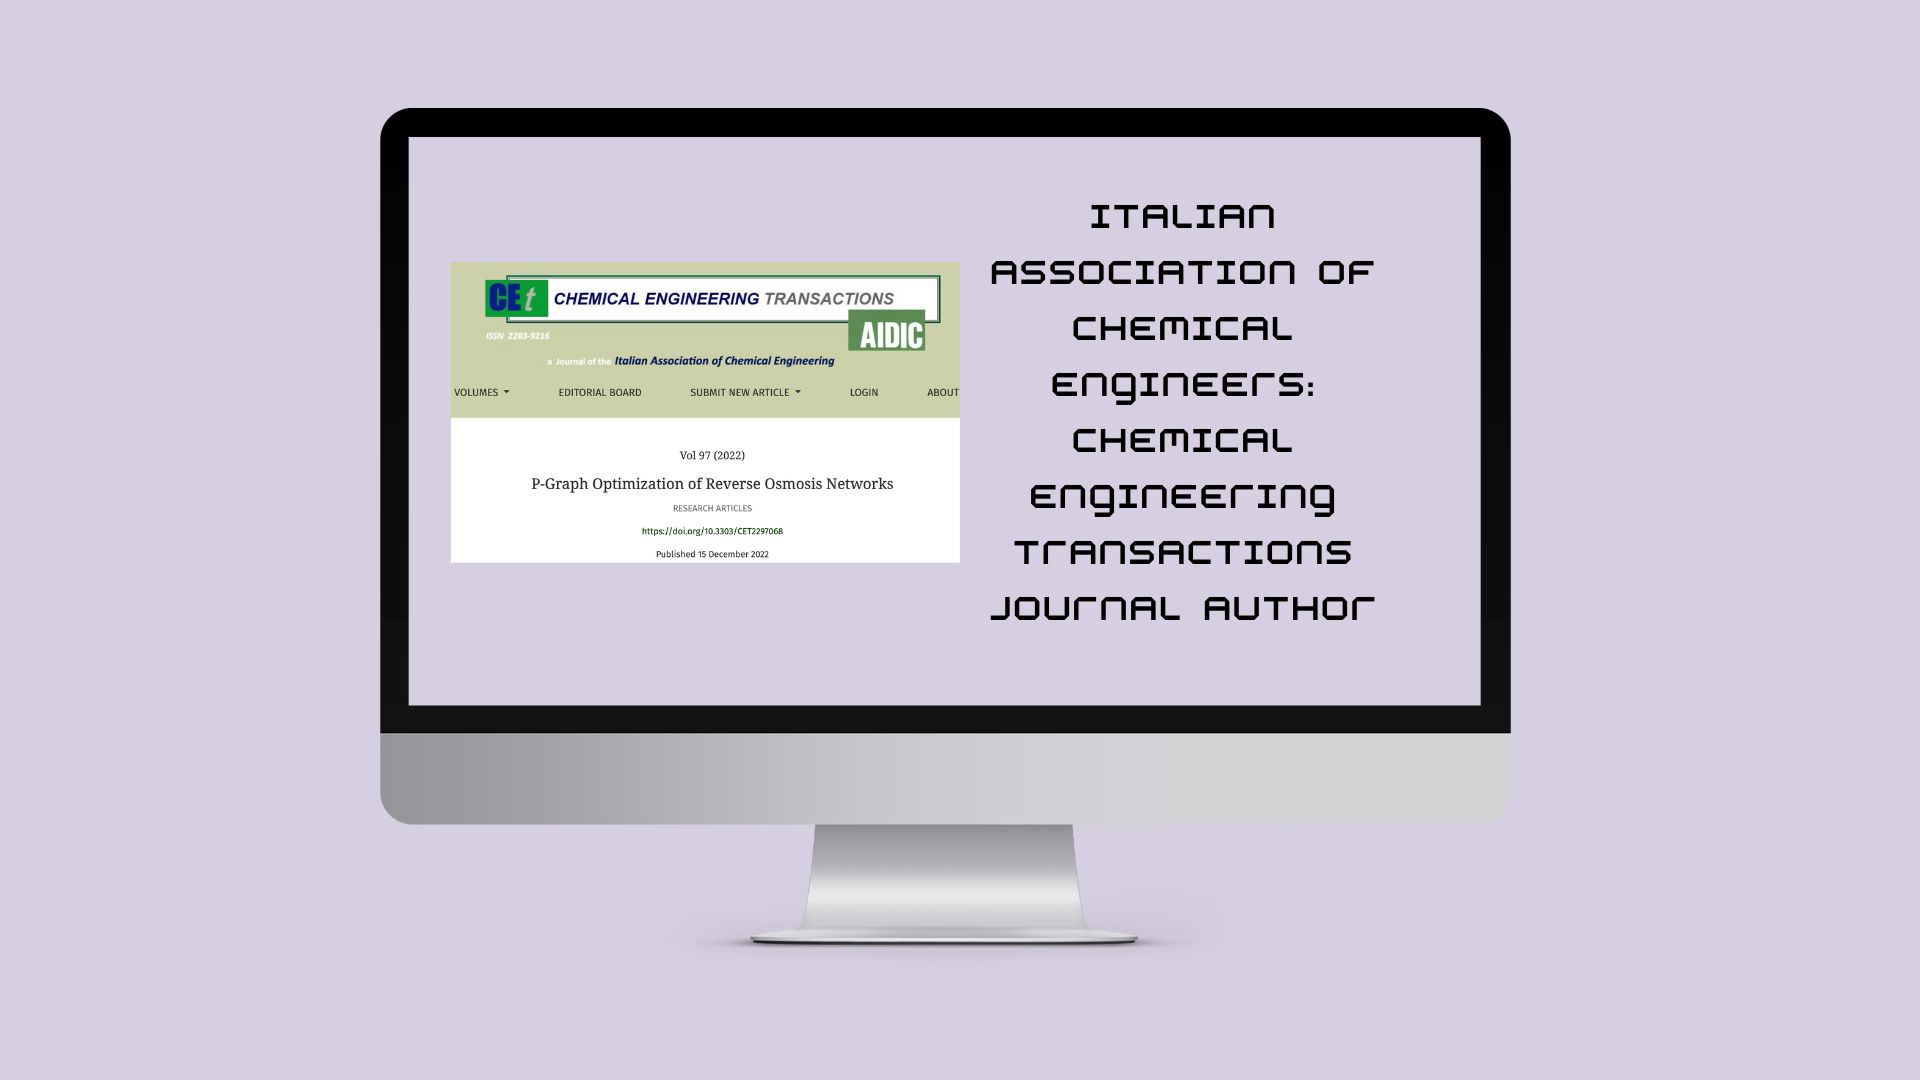 CEt CHEMICAL ENGINEERING TRANSACTIONS
AIDIC
ISSN 2283-9216
a Journal of the Italian Association of Chemical Engineering
VOLUMES EDITORIAL BOARD SUBMIT NEW ARTICLE LOGIN ABOUT
Vol 97 (2022)
P-Graph Optimization of Reverse Osmosis Networks
RESEARCH ARTICLES
https://doi.org/10.3303/CET2297068
Published 15 December 2022
ITALIAN
ASSOCIATION OF
CHEMICAL
ENGINEERS:
CHEMICAL
ENGINEERING
TRANSACTIONS
JOURNAL AUTHOR